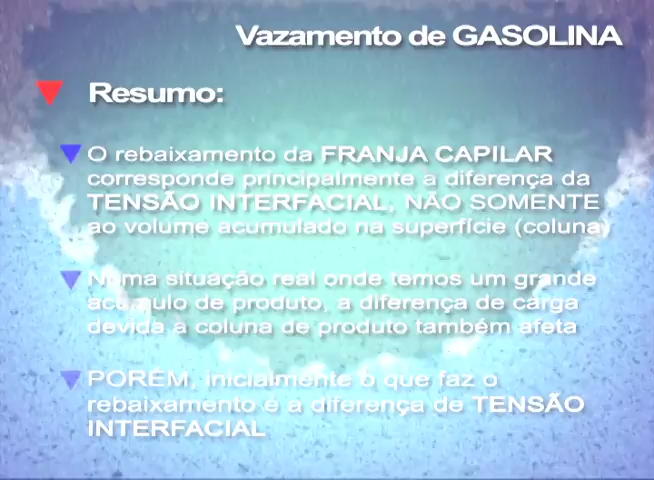 Vazamento de GASOLINA
Resumo:
O rebaixamento da FRANJA CAPILAR
corresponde principalmente a diferença da
TENSÃO INTERFACIAL, NÃO SOMENTE
ao volume acumulado na superfície (coluna)
Numa situação real onde temos um grande
acúmulo de produto, a diferença de carga
devida a coluna de produto também afeta
PORÉM, inicialmente o que faz o
rebaixamento é a diferença de TENSÃO
INTERFACIAL